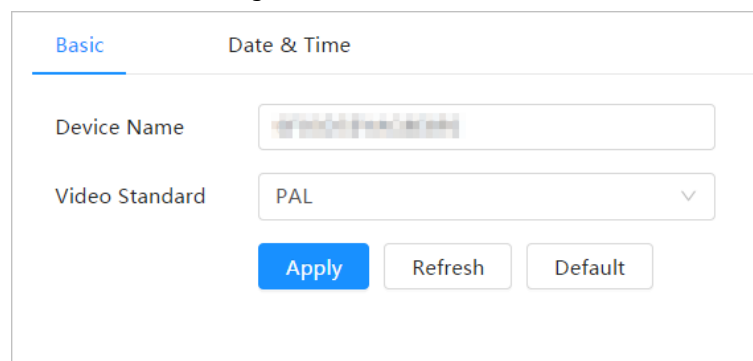 Basic Date & Time
Device Name
Video Standard PAL
Apply Refresh Default